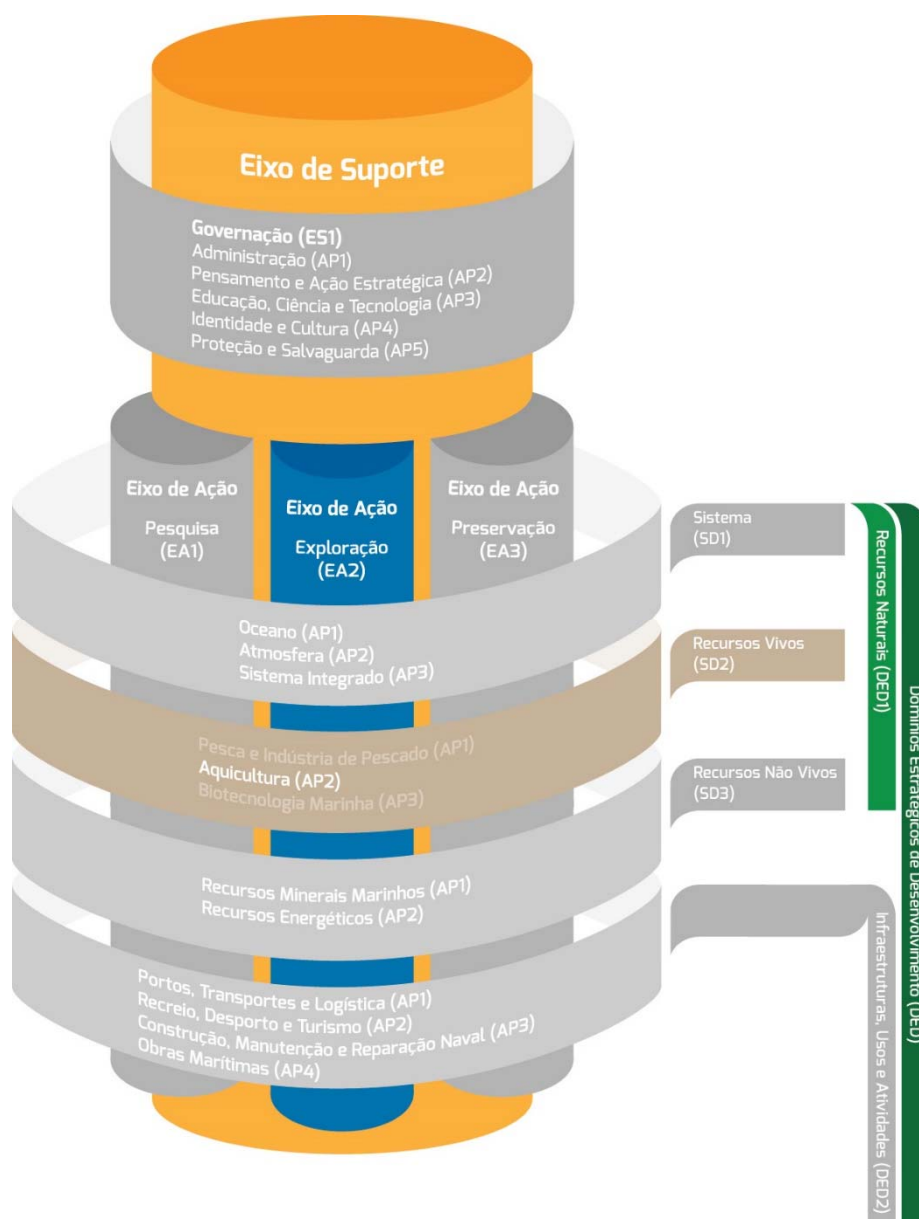 Eixo de Suporte
Governação (ES1)
Administração (AP1)
Pensamento e Ação Estratégica (AP2)
Educação, Ciência e Tecnologia (AP3)
Identidade e Cultura (AP4)
Proteção e Salvaguarda (AP5)
Eixo de Ação
Pesquisa
(EA1)
Eixo de Ação
Exploração
(EA2)
Eixo de Ação
Preservação
(EA3)
Oceano (AP1)
Atmosfera (AP2)
Sistema Integrado (AP3)
Pesca e Indústria de Pescado (AP1)
Aquicultura (AP2)
Biotecnologia Marinha (AP3)
Recursos Minerais Marinhos (AP1)
Recursos Energéticos (AP2)
Portos, Transportes e Logística (AP1)
Recreio, Desporto e Turismo (AP2)
Construção, Manutenção e Reparação Naval (AP3)
Obras Marítimas (AP4)
Sistema
(SD1)
Recursos Vivos
(SD2)
Recursos Não Vivos
(SD3)
Recursos Naturais (DED1)
Infraestruturas, Usos e Atividades (DED2)
Domínios Estratégicos de Desenvolvimento (DED)